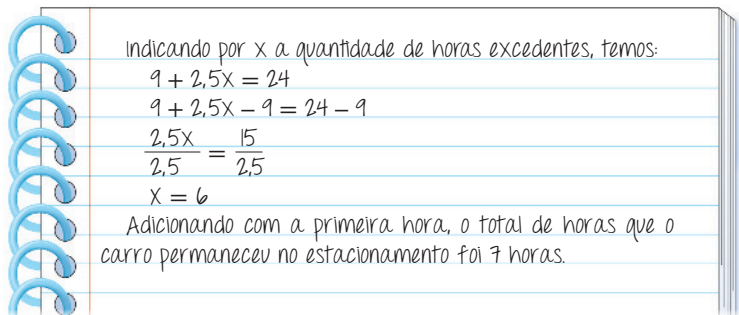 Indicando por x a quantidade de horas excedentes, temos:
9 + 2,5x = 24
9 + 2,5x − 9 = 24 − 9
2,5x/2,5 = 15/2,5
x = 6
Adicionando com a primeira hora, o total de horas que o
carro permaneceu no estacionamento foi 7 horas.